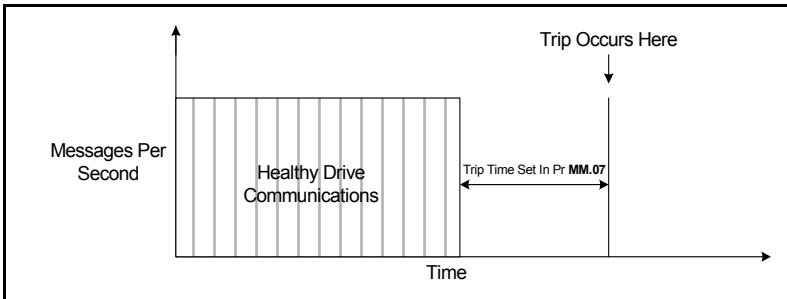 Trip Occurs Here
Messages Per
Second
Healthy Drive
Communications
Trip Time Set In Pr MM.07
Time